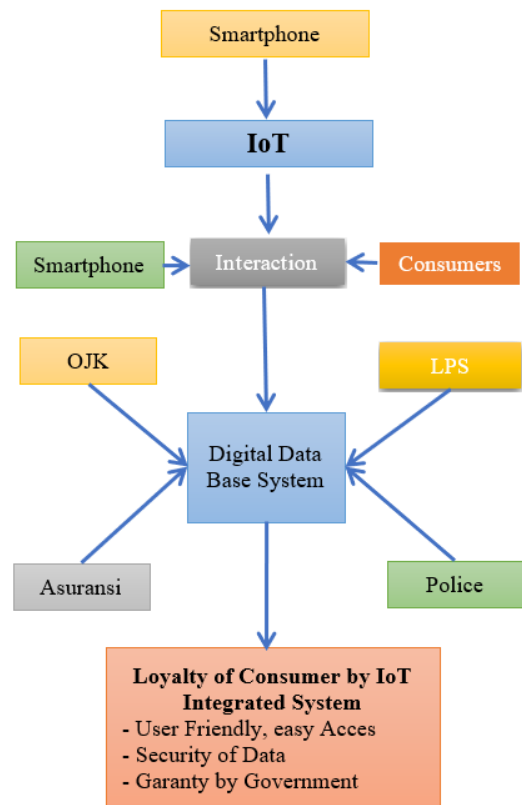 Smartphone
IoT
Smartphone
Interaction
Consumers
OJK
LPS
Digital Data
Base System
Asuransi
Police
Loyalty of Consumer by IoT
Integrated System
- User Friendly, easy Acces
- Security of Data
- Garanty by Government